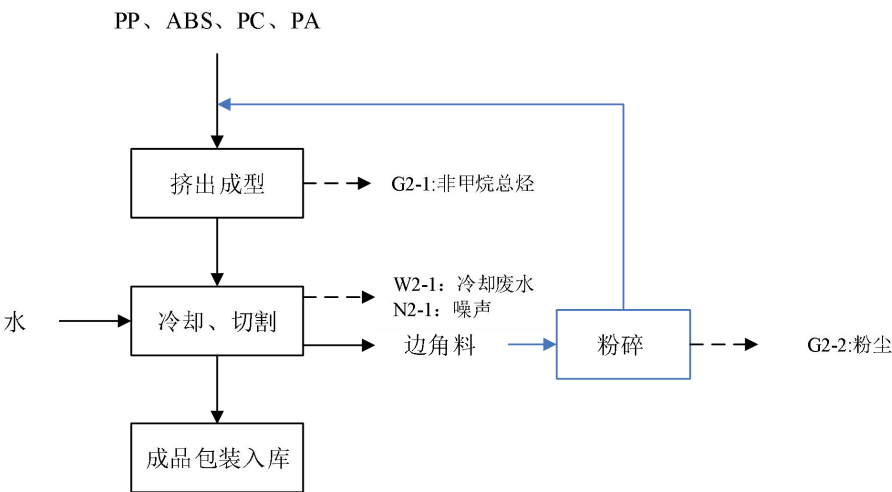 PP、ABS、PC、PA
挤出成型
G2-1:非甲烷总烃
水
冷却、切割
W2-1：冷却废水
N2-1：噪声
边角料
粉碎
G2-2:粉尘
成品包装入库